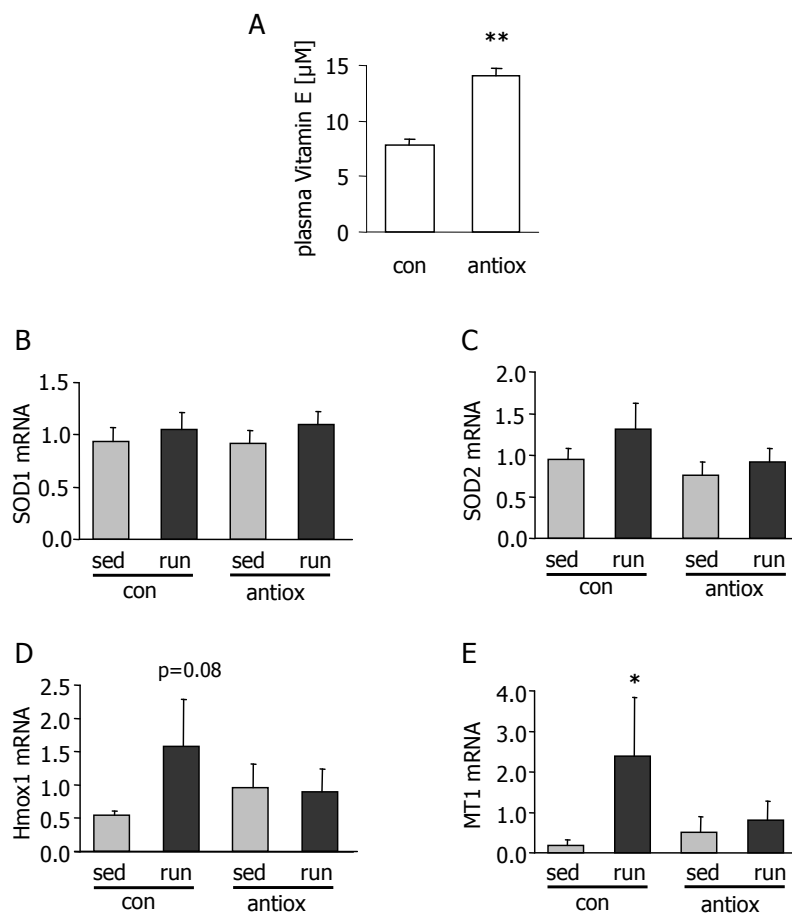 A
**
plasma Vitamin E [µM]
15
10
5
0
con antiox
B
SOD1 mRNA
1.5
1.0
0.5
0.0
sed run sed run
con antiox
C
SOD2 mRNA
2.0
1.5
1.0
0.5
0.0
sed run sed run
con antiox
D
p=0.08
Hmox1 mRNA
2.5
2.0
1.5
1.0
0.5
0.0
sed run sed run
con antiox
E
*
MT1 mRNA
4.0
3.0
2.0
1.0
0.0
sed run sed run
con antiox